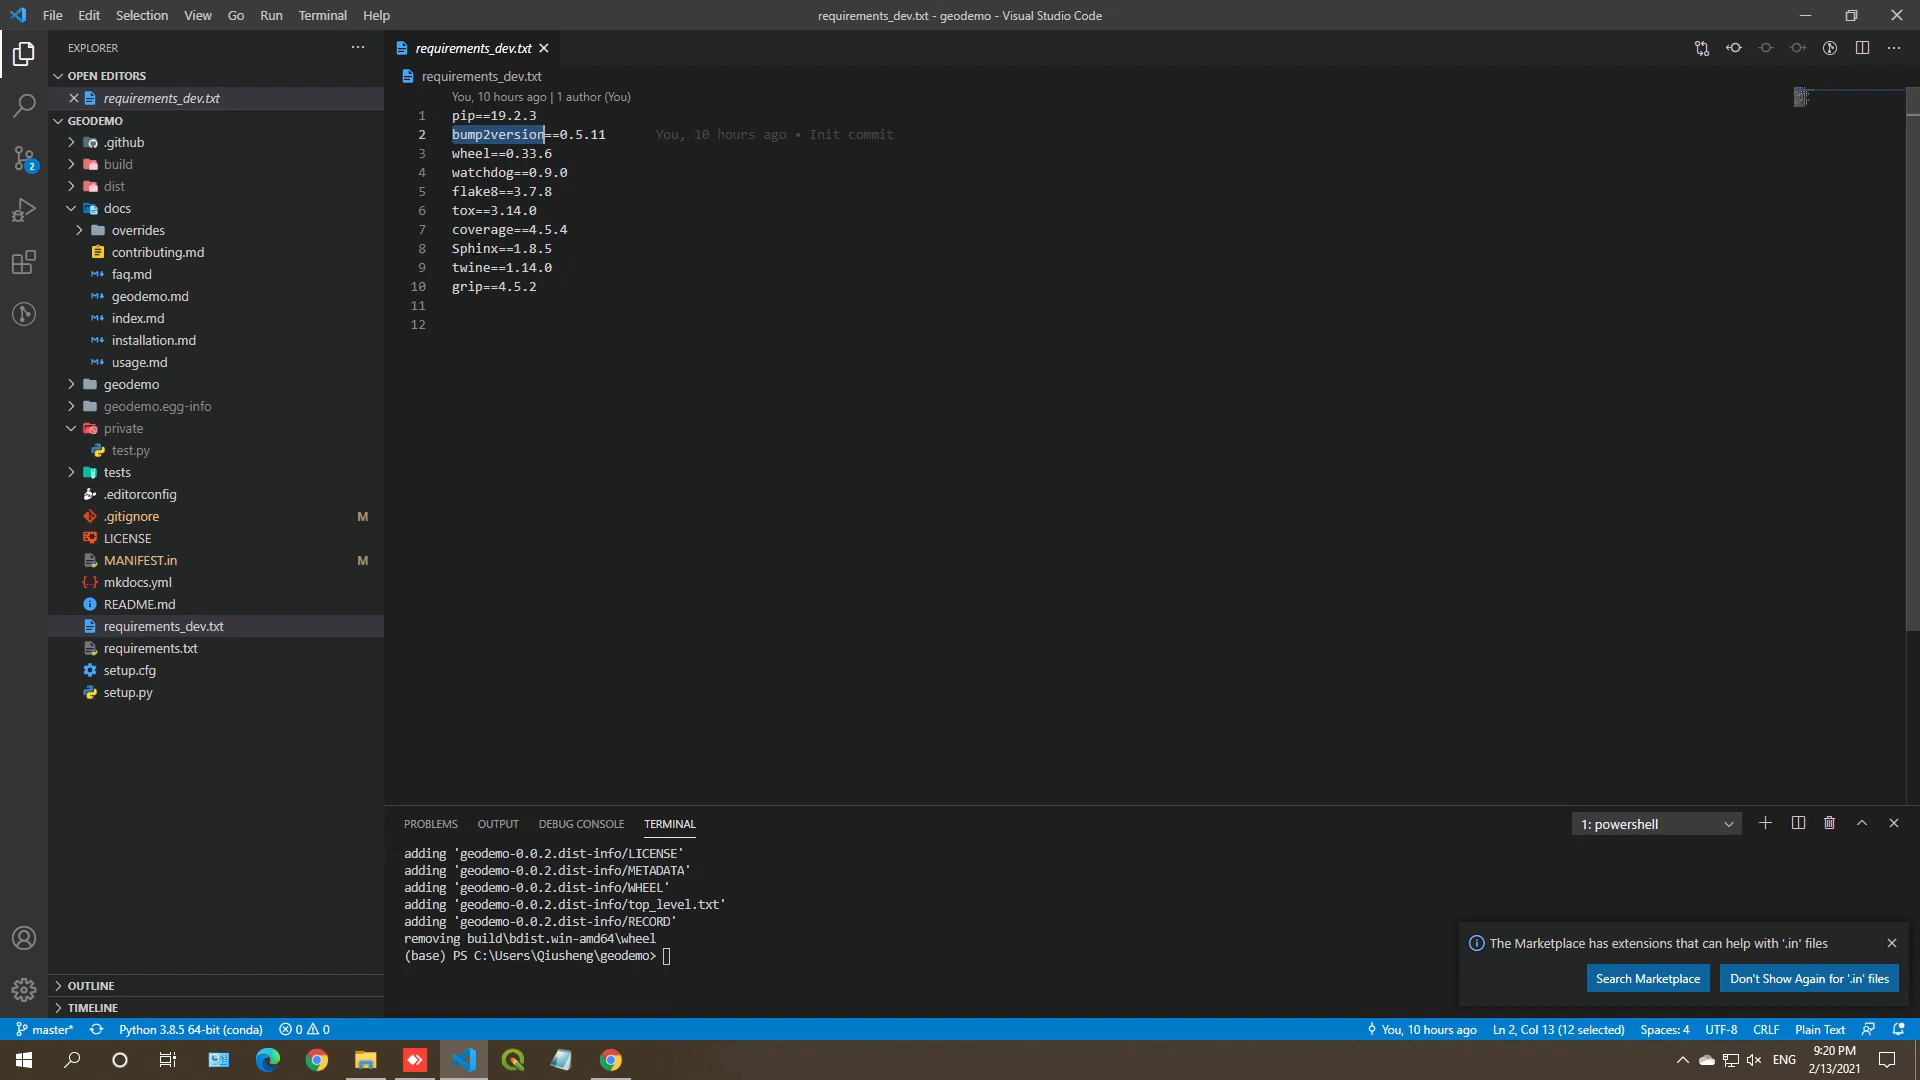 File Edit Selection View Go Run Terminal Help
requirements_dev.txt - geodemo - Visual Studio Code
EXPLORER
OPEN EDITORS
requirements_dev.txt
GEODEMO
.github
build
dist
docs
overrides
contributing.md
faq.md
geodemo.md
index.md
installation.md
usage.md
geodemo
geodemo.egg-info
private
test.py
tests
.editorconfig
.gitignore M
LICENSE
MANIFEST.in M
mkdocs.yml
README.md
requirements_dev.txt
requirements.txt
setup.cfg
setup.py
OUTLINE
TIMELINE
2
requirements_dev.txt
requirements_dev.txt
You, 10 hours ago | 1 author (You)
1 pip==19.2.3
2 bump2version==0.5.11 You, 10 hours ago • Init commit
3 wheel==0.33.6
4 watchdog==0.9.0
5 flake8==3.7.8
6 tox==3.14.0
7 coverage==4.5.4
8 Sphinx==1.8.5
9 twine==1.14.0
10 grip==4.5.2
11
12
PROBLEMS OUTPUT DEBUG CONSOLE TERMINAL
1: powershell
adding 'geodemo-0.0.2.dist-info/LICENSE'
adding 'geodemo-0.0.2.dist-info/METADATA'
adding 'geodemo-0.0.2.dist-info/WHEEL'
adding 'geodemo-0.0.2.dist-info/top_level.txt'
adding 'geodemo-0.0.2.dist-info/RECORD'
removing build\bdist.win-amd64\wheel
(base) PS C:\Users\Qiusheng\geodemo>
The Marketplace has extensions that can help with '.in' files
Search Marketplace
Don't Show Again for '.in' files
master* Python 3.8.5 64-bit (conda) 0 0
You, 10 hours ago Ln 2, Col 13 (12 selected) Spaces: 4 UTF-8 CRLF Plain Text
ENG
9:20 PM
2/13/2021